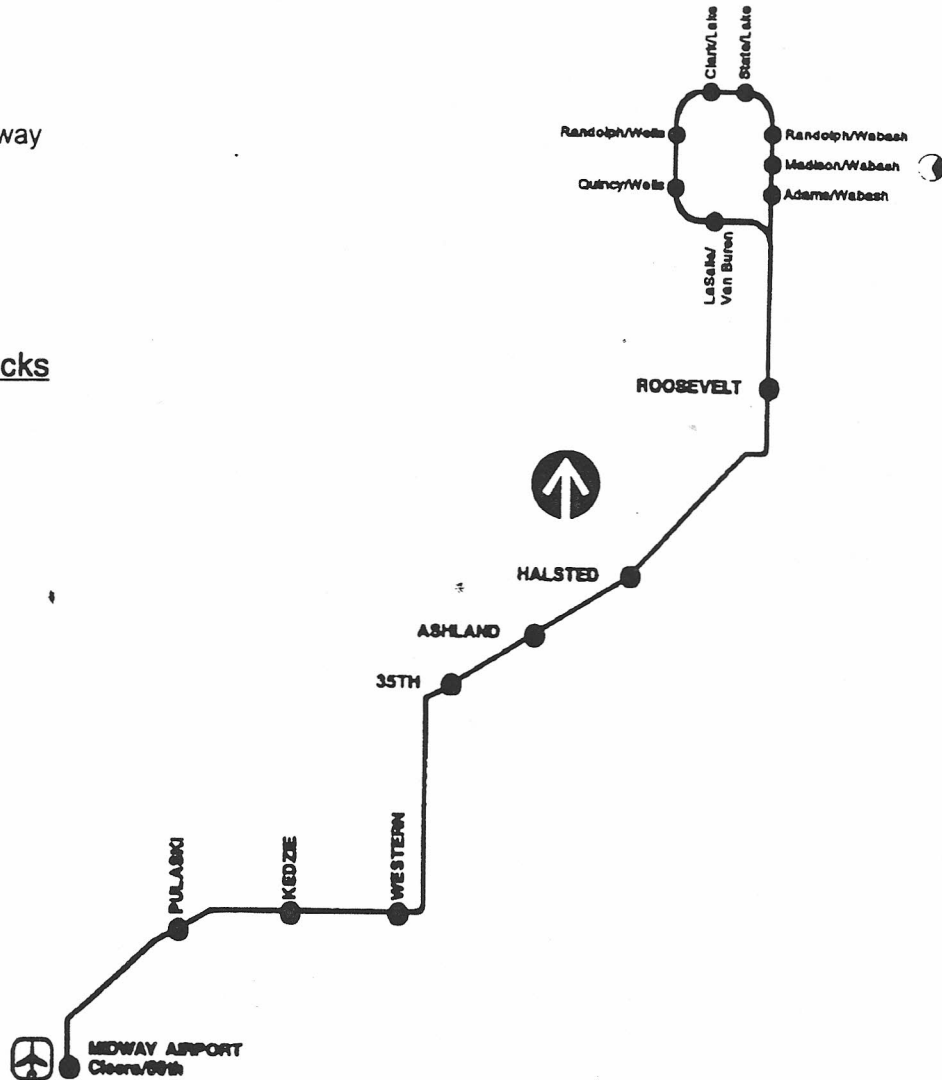 way
cks
Clark/Lake
State/Lake
Randolph/Wells
Randolph/Wabash
Madison/Wabash
Quincy/Wells
Adams/Wabash
LaSalle/
Van Buren
ROOSEVELT
HALSTED
ASHLAND
35TH
PULASKI
KEDZIE
WESTERN
MIDWAY AIRPORT
Cicero/59th